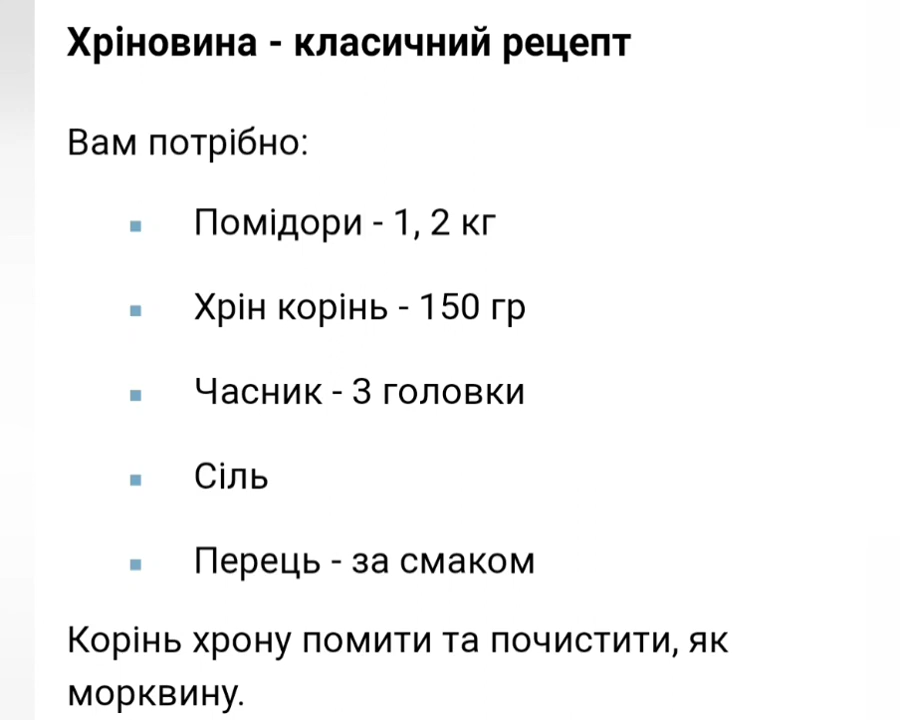 Хріновина - класичний рецепт
Вам потрібно:
Помідори - 1, 2 кг
Хрін корінь - 150 гр
Часник - 3 головки
Сіль
Перець - за смаком
Корінь хрону помити та почистити, як
морквину.